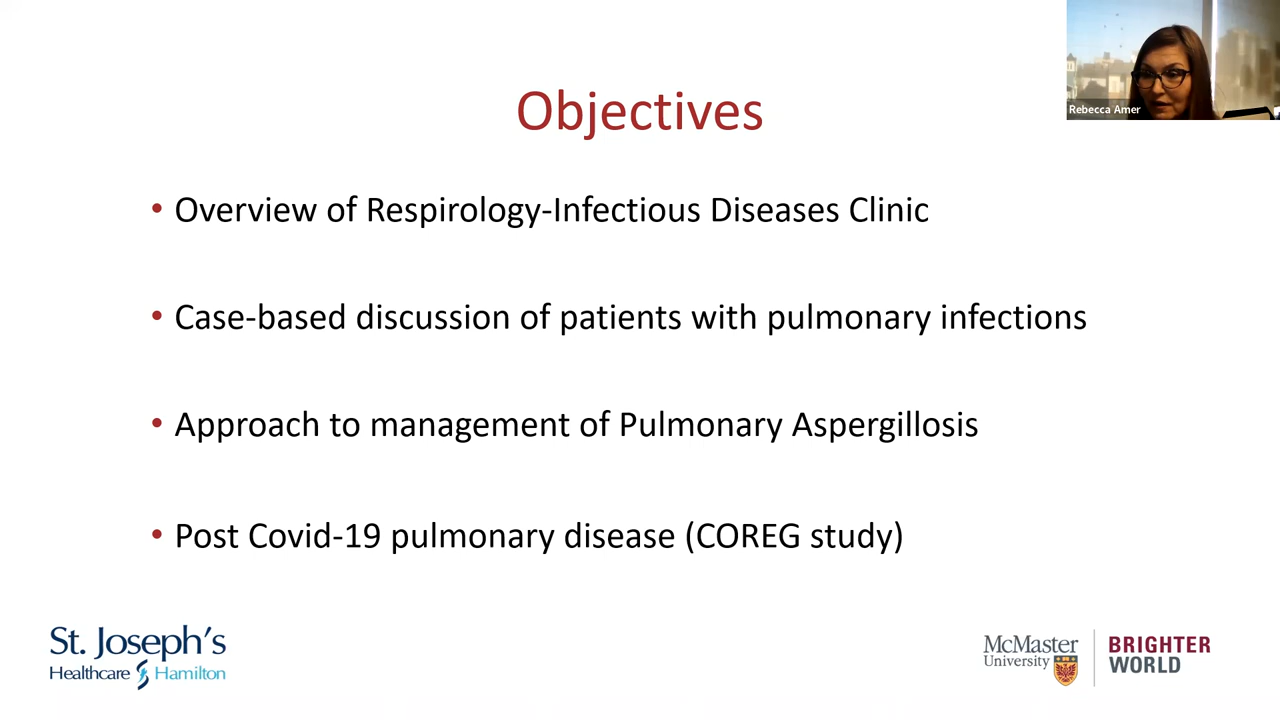 Objectives
Rebecca Amer
• Overview of Respirology-Infectious Diseases Clinic
• Case-based discussion of patients with pulmonary infections
• Approach to management of Pulmonary Aspergillosis
• Post Covid-19 pulmonary disease (COREG study)
St. Joseph's
Healthcare Hamilton
McMaster
University
BRIGHTER
WORLD